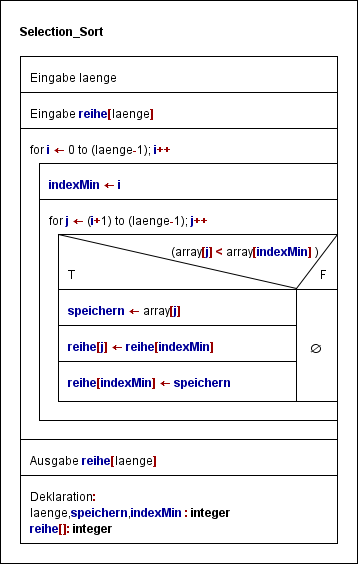 Selection_Sort
Eingabe laenge
Eingabe reihe[laenge]
for i ← 0 to (laenge-1); i++
indexMin ← i
for j ← (i+1) to (laenge-1); j++
(array[j] < array[indexMin] )
T F
speichern ← array[j]
reihe[j] ← reihe[indexMin]
∅
reihe[indexMin] ← speichern
Ausgabe reihe[laenge]
Deklaration:
laenge,speichern,indexMin : integer
reihe[]: integer